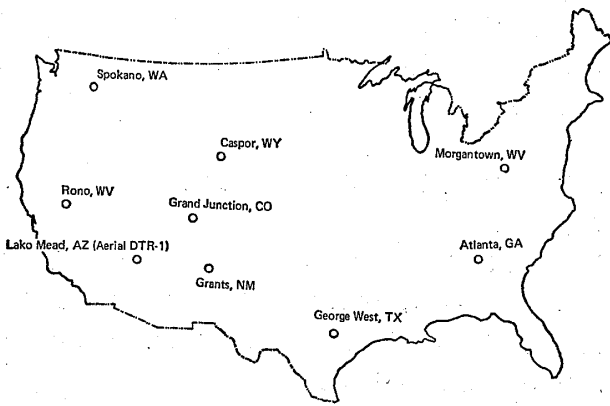 Spokano, WA
Caspor, WY
Morgantown, WV
Rono, WV
Grand Junction, CO
Lako Mead, AZ (Aerial DTR-1)
Atlanta, GA
Grants, NM
George West, TX